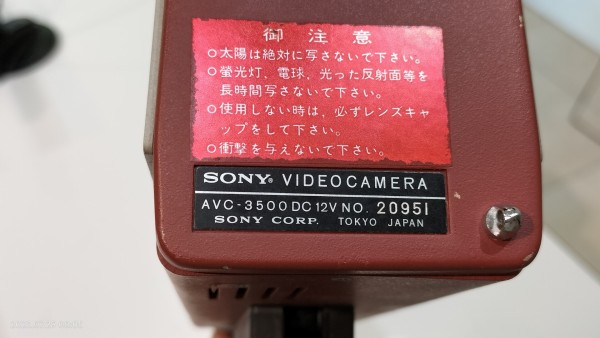 御注意
○太陽は絶対に写さないで下さい。
○螢光灯、電球、光った反射面等を
長時間写さないで下さい。
○使用しない時は、必ずレンズキャ
ップをして下さい。
○衝撃を与えないで下さい。
SONY® VIDEOCAMERA
AVC-3500 DC 12V NO. 20951
SONY CORP. TOKYO JAPAN